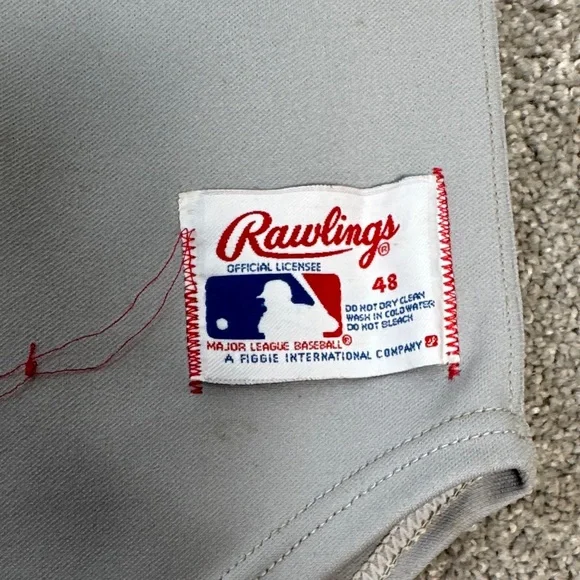 Rawlings®
OFFICIAL LICENSEE
48
DO NOT DRY CLEAN
WASH IN COLD WATER
DO NOT BLEACH
MAJOR LEAGUE BASEBALL®
A FIGGIE INTERNATIONAL COMPANY